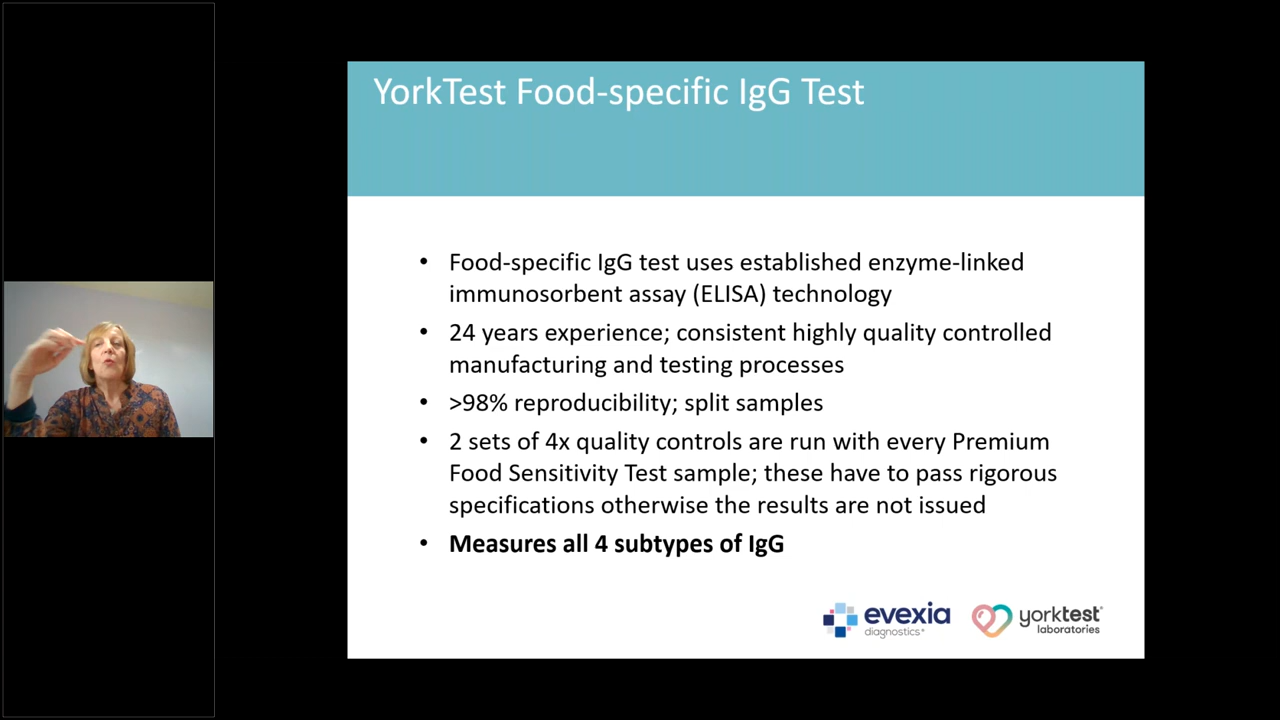 YorkTest Food-specific IgG Test
• Food-specific IgG test uses established enzyme-linked
immunosorbent assay (ELISA) technology
• 24 years experience; consistent highly quality controlled
manufacturing and testing processes
• >98% reproducibility; split samples
• 2 sets of 4x quality controls are run with every Premium
Food Sensitivity Test sample; these have to pass rigorous
specifications otherwise the results are not issued
• Measures all 4 subtypes of IgG
evexia
diagnostics
yorktest
laboratories